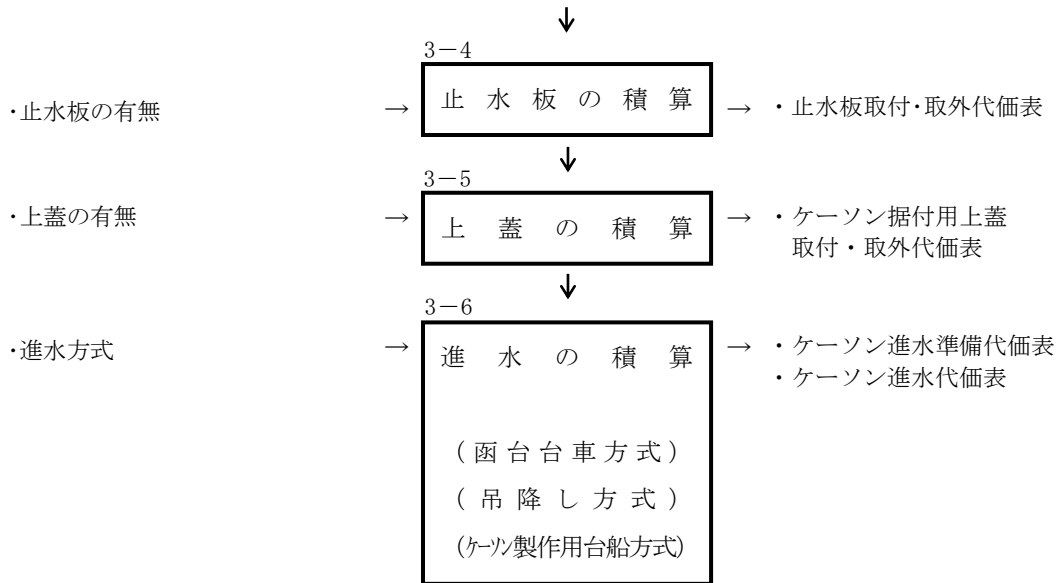 ↓
3－4
・止水板の有無 → 止水板の積算 → ・止水板取付・取外代価表
↓
3－5
・上蓋の有無 → 上蓋の積算 → ・ケーソン据付用上蓋
取付・取外代価表
↓
3－6
・進水方式 → 進水の積算 → ・ケーソン進水準備代価表
・ケーソン進水代価表
(函台台車方式)
(吊降し方式)
(ｹｰｿﾝ製作用台船方式)